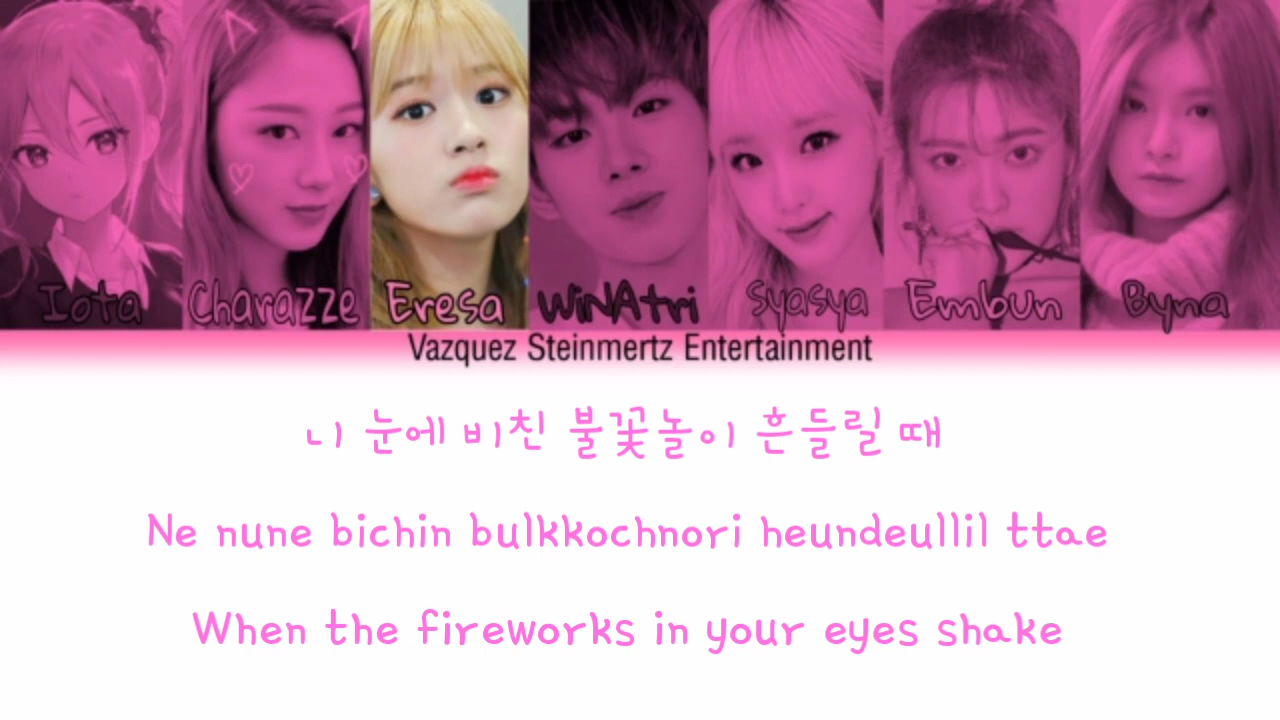 Iota Charazze Eresa WiNAtri Syasya Embun Byna
Vazquez Steinmertz Entertainment
니 눈에 비친 불꽃놀이 흔들릴 때
Ne nune bichin bulkkochnori heundeullil ttae
When the fireworks in your eyes shake